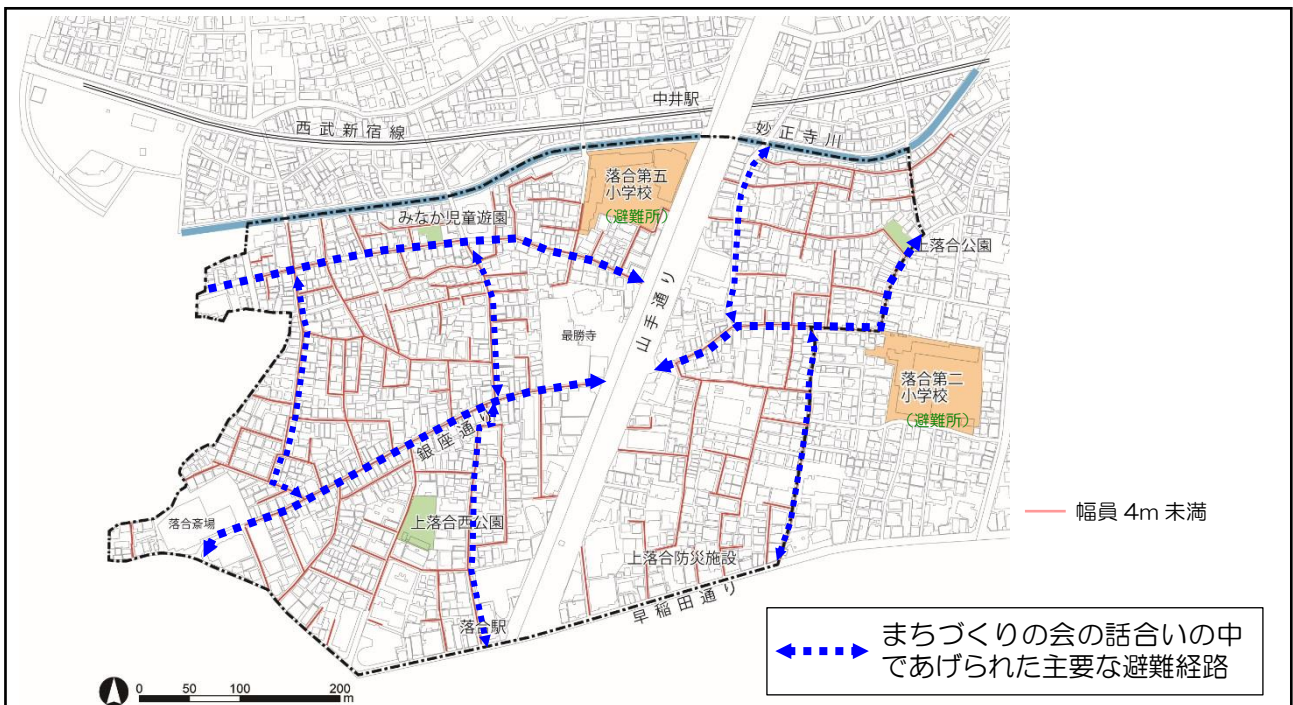 中井駅
西武新宿線
妙正寺川
落合第五
小学校
(避難所)
みなか児童遊園
上落合公園
山手通り
最勝寺
落合第二
小学校
(避難所)
銀座通り
落合斎場
上落合西公園
幅員 4m 未満
上落合防災施設
早稲田通り
落合駅
まちづくりの会の話合いの中
であげられた主要な避難経路
0 50 100 200
m